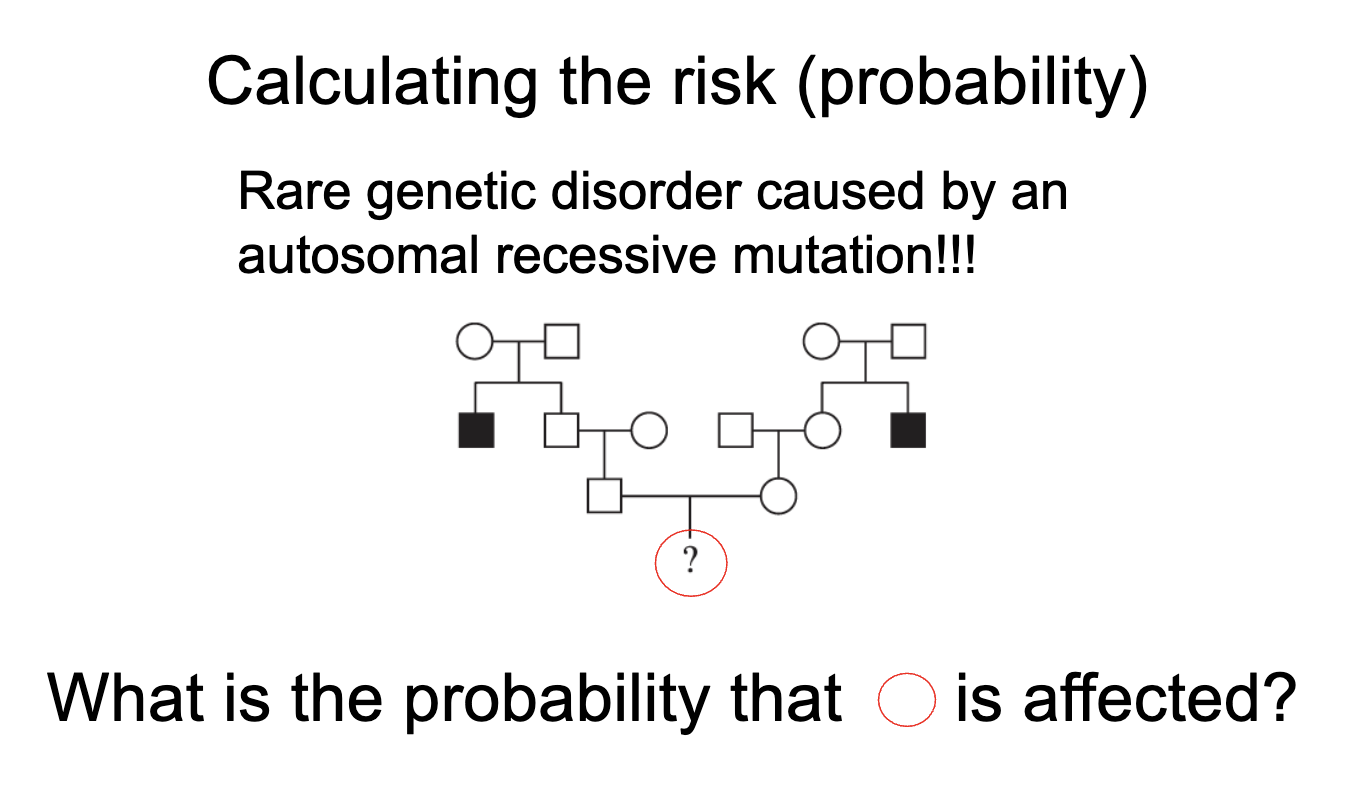 Calculating the risk (probability)
Rare genetic disorder caused by an
autosomal recessive mutation!!!
?
What is the probability that is affected?